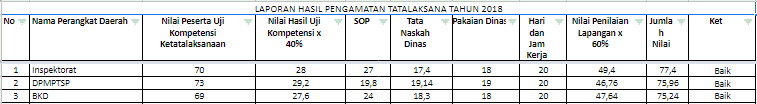 LAPORAN HASIL PENGAMATAN TATALAKSANA TAHUN 2018
No Nama Perangkat Daerah Nilai Peserta Uji Kompetensi Ketatalaksanaan Nilai Hasil Uji Kompetensi x 40% SOP Tata Naskah Dinas Pakaian Dinas Hari dan Jam Kerja Nilai Penilaian Lapangan x 60% Jumla h Nilai Ket
1 Inspektorat 70 28 27 17,4 18 20 49,4 77,4 Baik
2 DPMPTSP 73 29,2 19,8 19,14 19 20 46,76 75,96 Baik
3 BKD 69 27,6 24 18,3 18 20 47,64 75,24 Baik